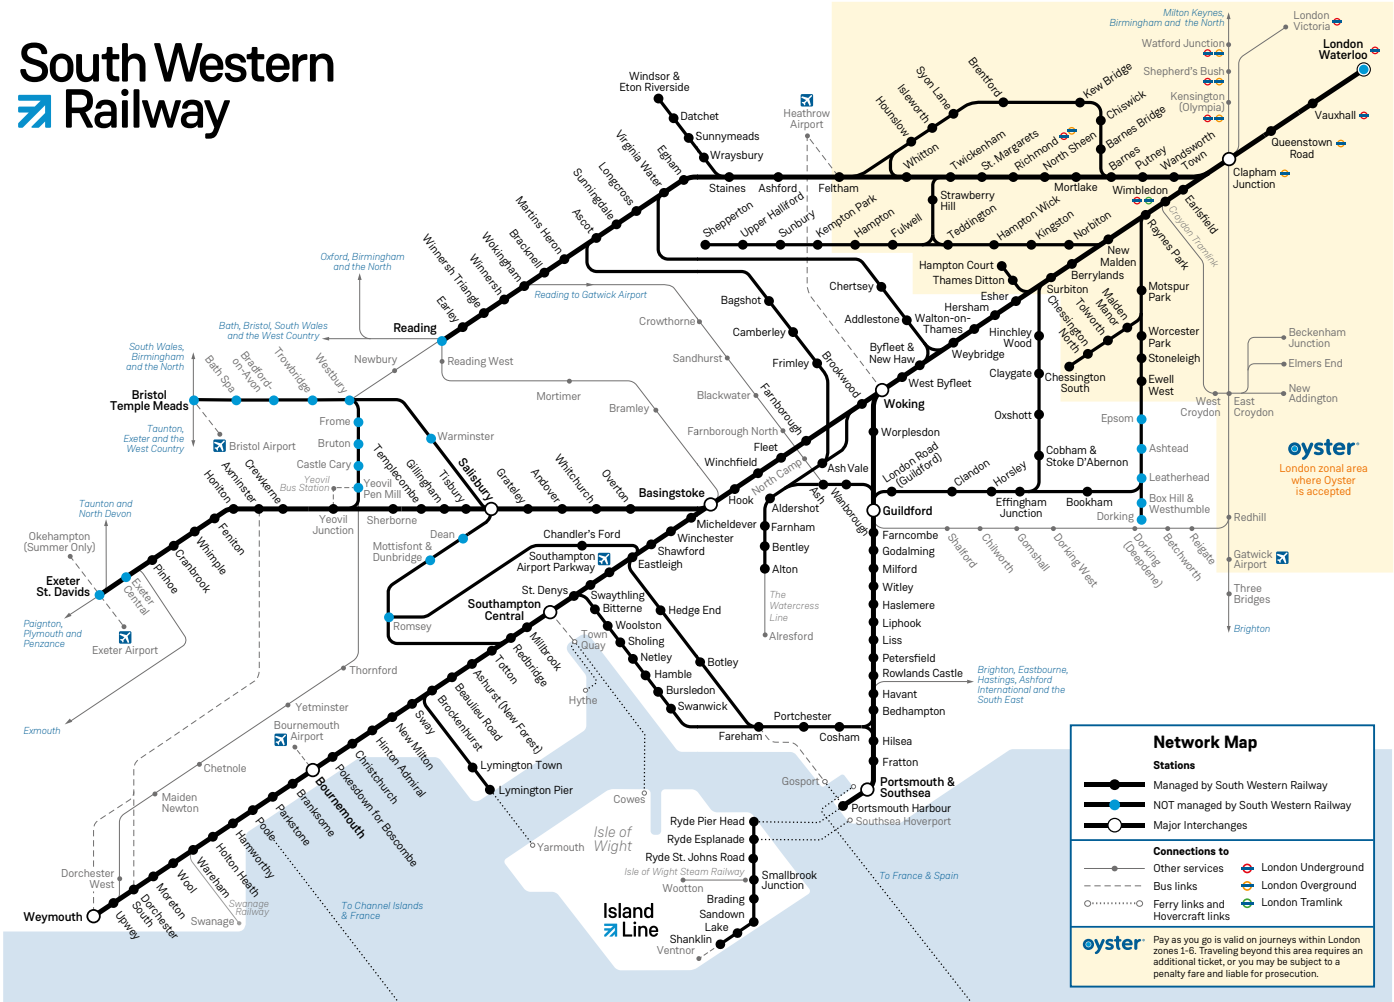 South Western
Railway
Milton Keynes,
Birmingham and the North
London
Victoria
Watford Junction
London
Waterloo
Shepherd's Bush
Kensington
(Olympia)
Vauxhall
Queenstown
Road
Clapham
Junction
Windsor &
Eton Riverside
Datchet
Sunnymeads
Wraysbury
Heathrow
Airport
Hounslow
Isleworth
Syon Lane
Brentford
Kew Bridge
Chiswick
Barnes Bridge
Whitton
Twickenham
St. Margarets
Richmond
North Sheen
Barnes
Putney
Wandsworth
Town
Virginia Water
Egham
Staines
Ashford
Feltham
Mortlake
Wimbledon
Earlsfield
Croydon Tramlink
Raynes Park
Strawberry
Hill
Shepperton
Upper Halliford
Sunbury
Kempton Park
Hampton
Fulwell
Teddington
Hampton Wick
Kingston
Norbiton
New
Malden
Berrylands
Hampton Court
Thames Ditton
Surbiton
Esher
Hersham
Walton-on-
Thames
Weybridge
Chertsey
Addlestone
Byfleet &
New Haw
West Byfleet
Woking
Longcross
Sunningdale
Ascot
Martins Heron
Bracknell
Wokingham
Winnersh
Winnersh Triangle
Earley
Reading
Oxford, Birmingham
and the North
Bath, Bristol, South Wales
and the West Country
Reading to Gatwick Airport
Crowthorne
Sandhurst
Blackwater
Farnborough North
North Camp
Bagshot
Camberley
Frimley
Brookwood
Farnborough
Fleet
Winchfield
Hook
Basingstoke
Newbury
Reading West
Mortimer
Bramley
South Wales,
Birmingham
and the North
Bath Spa
Bradford-
on-Avon
Trowbridge
Westbury
Bristol
Temple Meads
Taunton,
Exeter and the
West Country
Bristol Airport
Frome
Bruton
Castle Cary
Yeovil
Pen Mill
Yeovil
Bus Station
Yeovil
Junction
Warminster
Salisbury
Honiton
Axminster
Crewkerne
Sherborne
Templecombe
Gillingham
Tisbury
Grateley
Andover
Whitchurch
Overton
Taunton and
North Devon
Okehampton
(Summer Only)
Exeter
St. Davids
Exeter
Central
Pinhoe
Cranbrook
Whimple
Feniton
Paignton,
Plymouth and
Penzance
Exeter Airport
Exmouth
Dean
Mottisfont &
Dunbridge
Romsey
Chandler's Ford
Southampton
Airport Parkway
Micheldever
Winchester
Shawford
Eastleigh
St. Denys
Swaythling
Bitterne
Woolston
Sholing
Netley
Hamble
Bursledon
Swanwick
Hedge End
Botley
Fareham
Portchester
Cosham
Southampton
Central
Town
Quay
Hythe
Millbrook
Redbridge
Totton
Ashurst (New Forest)
Beaulieu Road
Brockenhurst
Sway
New Milton
Hinton Admiral
Christchurch
Pokesdown for Boscombe
Bournemouth
Bournemouth
Airport
Branksome
Parkstone
Poole
Hamworthy
Holton Heath
Wareham
Wool
Moreton
Dorchester
South
Upwey
Weymouth
Dorchester
West
Maiden
Newton
Chetnole
Yetminster
Thornford
Swanage
Railway
Swanage
Lymington Town
Lymington Pier
Yarmouth
Cowes
Isle of
Wight
To Channel Islands
& France
To France & Spain
Ash Vale
Ash
Wanborough
Aldershot
Farnham
Bentley
Alton
The
Watercress
Line
Alresford
Worplesdon
London Road
(Guildford)
Clandon
Horsley
Effingham
Junction
Bookham
Guildford
Farncombe
Godalming
Milford
Witley
Haslemere
Liphook
Liss
Petersfield
Rowlands Castle
Havant
Bedhampton
Hilsea
Fratton
Portsmouth &
Southsea
Portsmouth Harbour
Southsea Hoverport
Gosport
Brighton, Eastbourne,
Hastings, Ashford
International and the
South East
Hinchley
Wood
Claygate
Oxshott
Cobham &
Stoke D'Abernon
Chessington
North
Tolworth
Malden
Manor
Chessington
South
Motspur
Park
Worcester
Park
Stoneleigh
Ewell
West
Epsom
Ashtead
Leatherhead
Box Hill &
Westhumble
Dorking
Shalford
Chilworth
Gomshall
Dorking West
Dorking
(Deepdene)
Betchworth
Reigate
Redhill
Gatwick
Airport
Three
Bridges
Brighton
West
Croydon
East
Croydon
Beckenham
Junction
Elmers End
New
Addington
oyster
London zonal area
where Oyster
is accepted
Ryde Pier Head
Ryde Esplanade
Ryde St. Johns Road
Isle of Wight Steam Railway
Wootton
Smallbrook
Junction
Brading
Sandown
Lake
Shanklin
Ventnor
Island
Line
Network Map
Stations
Managed by South Western Railway
NOT managed by South Western Railway
Major Interchanges
Connections to
Other services
Bus links
Ferry links and
Hovercraft links
London Underground
London Overground
London Tramlink
oyster
Pay as you go is valid on journeys within London
zones 1-6. Traveling beyond this area requires an
additional ticket, or you may be subject to a
penalty fare and liable for prosecution.